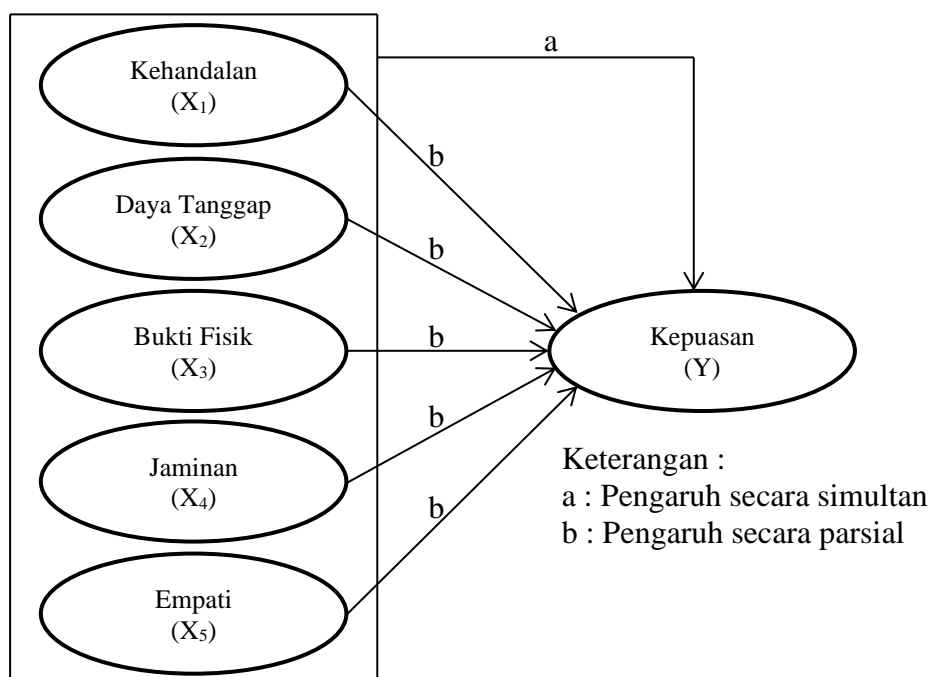 a
Kehandalan
(X₁)
b
Daya Tanggap
(X₂)
b
Bukti Fisik
(X₃)
b
Kepuasan
(Y)
b
Jaminan
(X₄)
b
Empati
(X₅)
Keterangan :
a : Pengaruh secara simultan
b : Pengaruh secara parsial